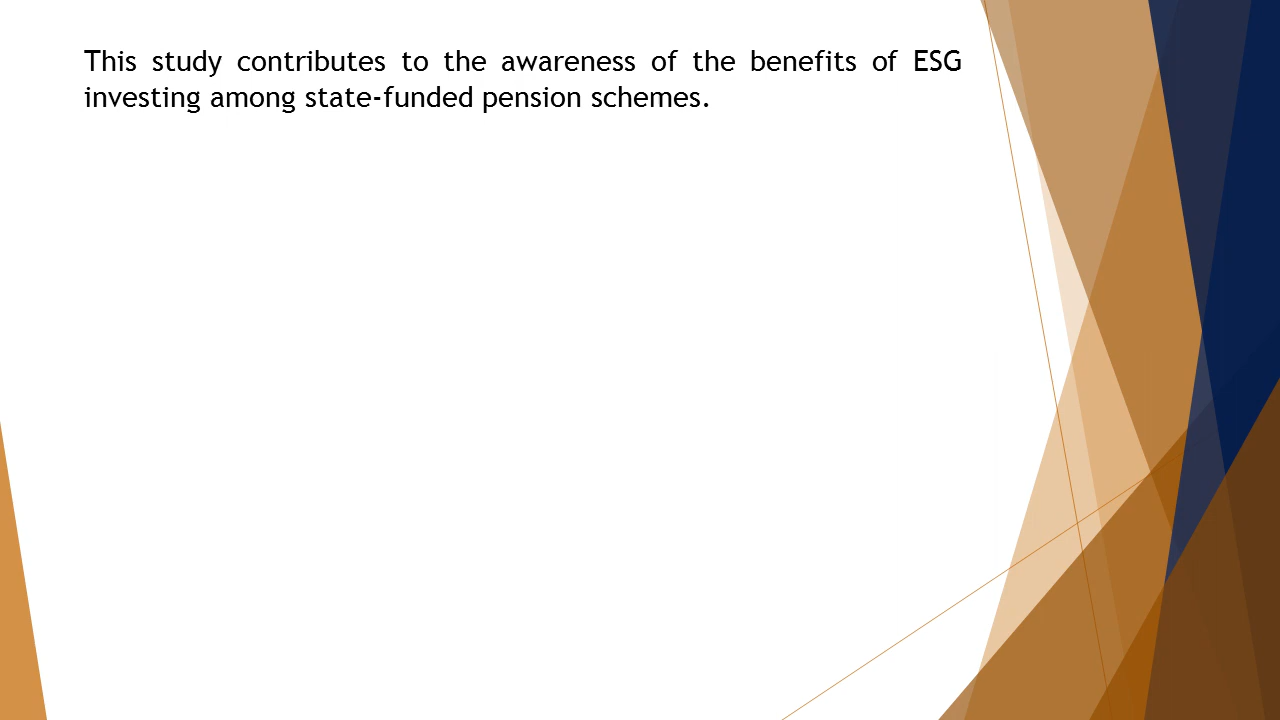 This study contributes to the awareness of the benefits of ESG
investing among state-funded pension schemes.